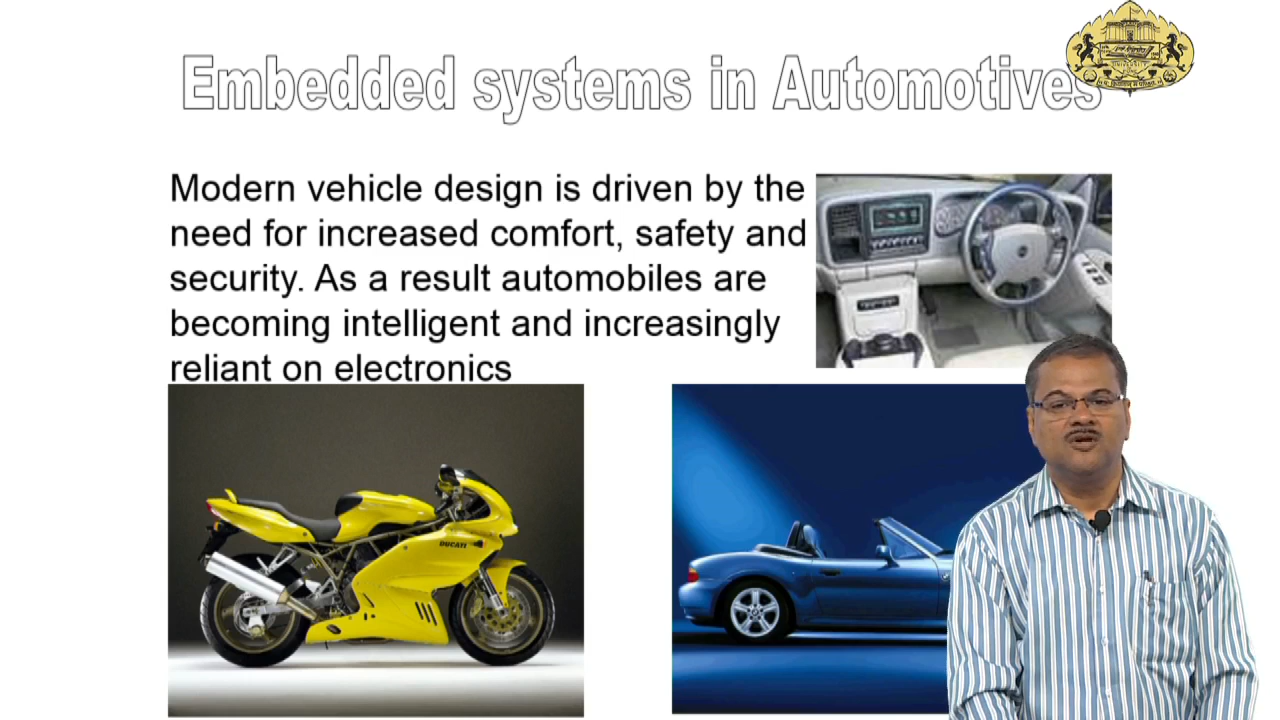 Embedded systems in Automotives
Modern vehicle design is driven by the
need for increased comfort, safety and
security. As a result automobiles are
becoming intelligent and increasingly
reliant on electronics
DUCATI